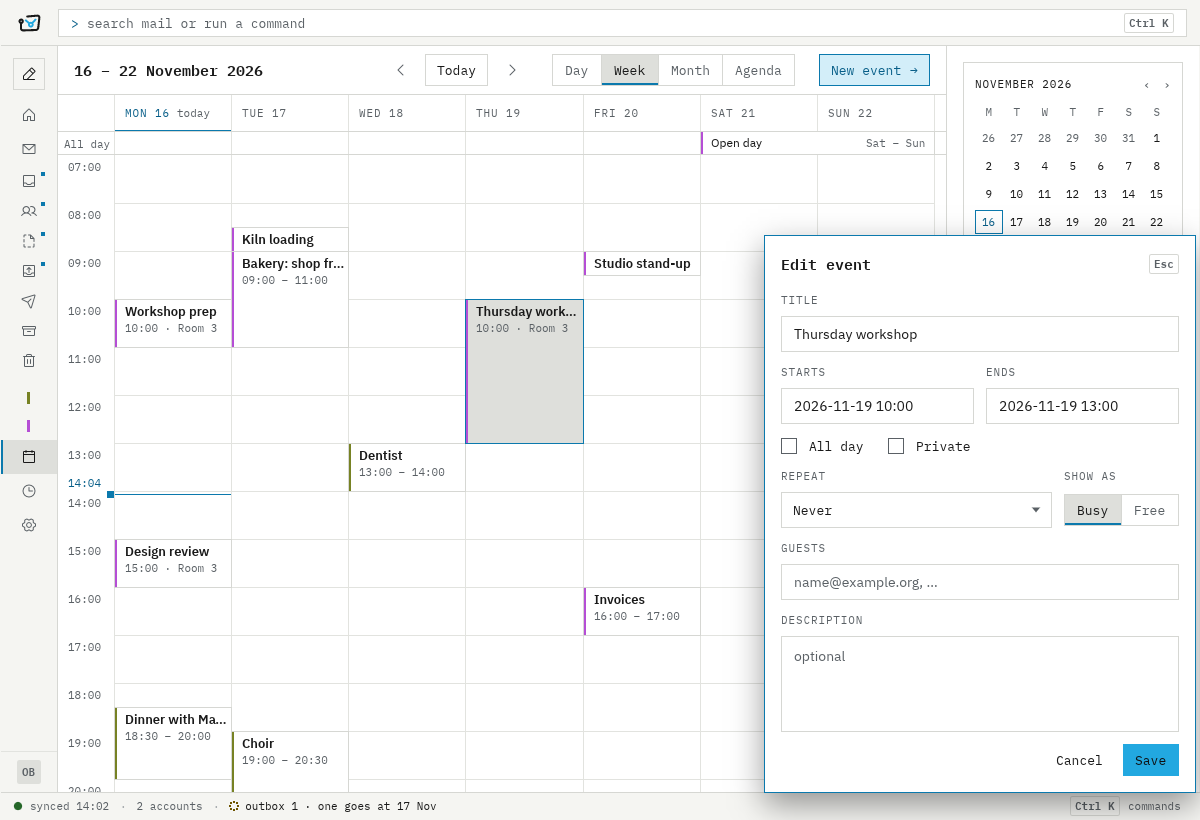 > search mail or run a command Ctrl K
16 – 22 November 2026 Today Day Week Month Agenda New event →
MON 16 today TUE 17 WED 18 THU 19 FRI 20 SAT 21 SUN 22
All day Open day Sat – Sun
07:00
08:00
09:00
10:00
11:00
12:00
13:00
14:04
14:00
15:00
16:00
17:00
18:00
19:00
20:00
Workshop prep
10:00 · Room 3
Design review
15:00 · Room 3
Dinner with Ma…
18:30 – 20:00
Kiln loading
Bakery: shop fr…
09:00 – 11:00
Choir
19:00 – 20:30
Dentist
13:00 – 14:00
Thursday work…
10:00 · Room 3
Studio stand-up
Invoices
16:00 – 17:00
NOVEMBER 2026 ‹ ›
M T W T F S S
26 27 28 29 30 31 1
2 3 4 5 6 7 8
9 10 11 12 13 14 15
16 17 18 19 20 21 22
Edit event Esc
TITLE
Thursday workshop
STARTS ENDS
2026-11-19 10:00 2026-11-19 13:00
All day Private
REPEAT SHOW AS
Never Busy Free
GUESTS
name@example.org, …
DESCRIPTION
optional
Cancel Save
OB
synced 14:02 · 2 accounts · outbox 1 · one goes at 17 Nov Ctrl K commands